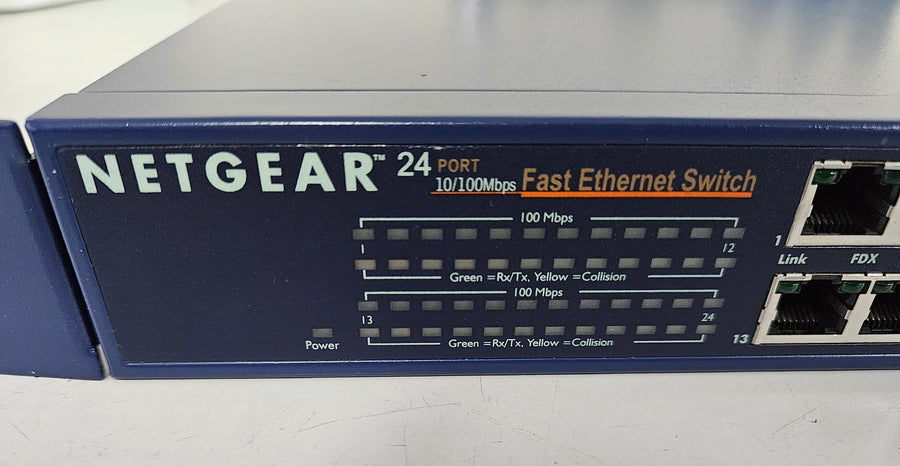 NETGEAR™ 24 PORT
10/100Mbps Fast Ethernet Switch
100 Mbps
1 12
Green =Rx/Tx, Yellow =Collision
100 Mbps
13 24
Green =Rx/Tx, Yellow =Collision
Power
1
Link FDX
13